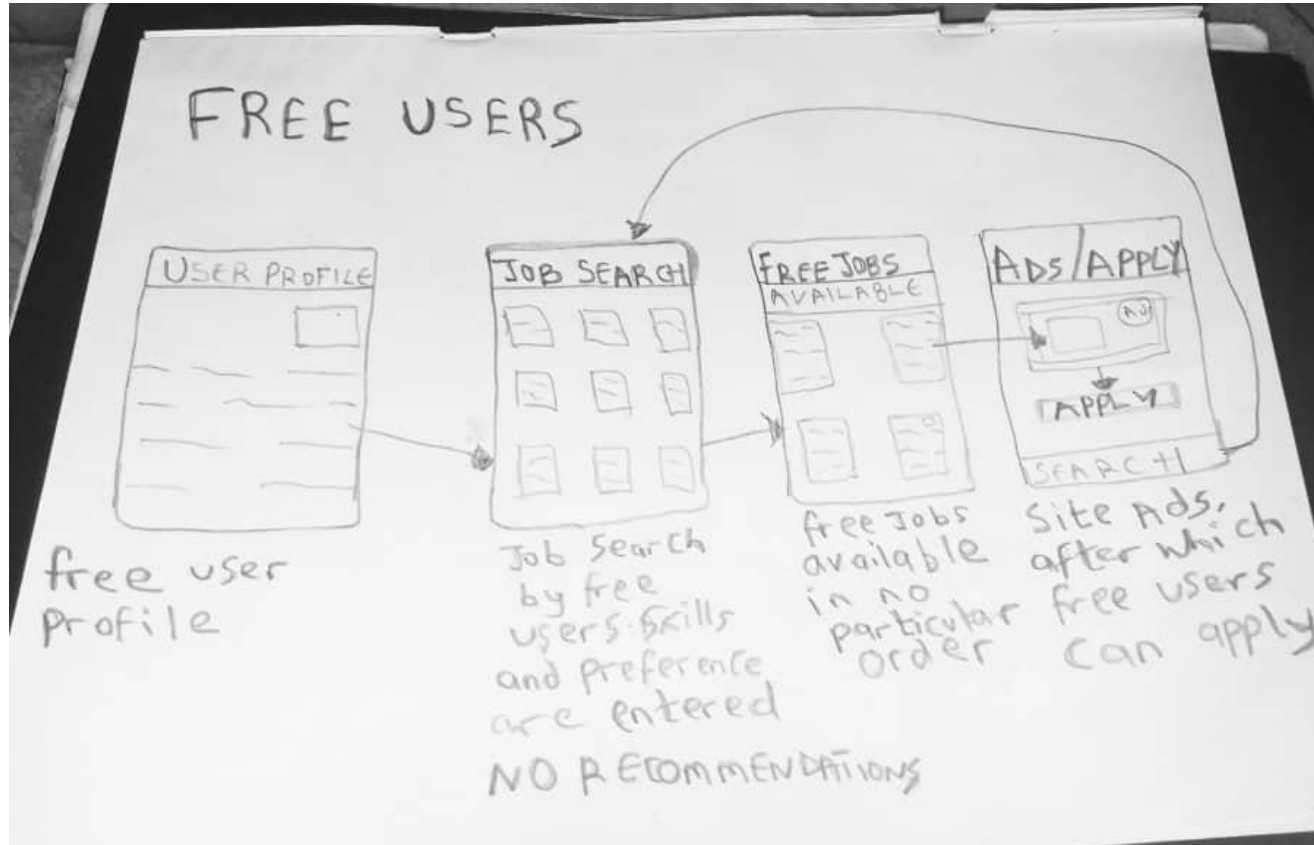 FREE USERS
USER PROFILE
free user
Profile
JOB SEARCH
Job Search
by free
users. Skills
and preference
are entered
NO RECOMMENDATIONS
FREE JOBS
AVAILABLE
free Jobs
available
in no
particular
order
ADS/APPLY
AD
APPLY
SEARCH
Site Ads,
after which
free users
can apply